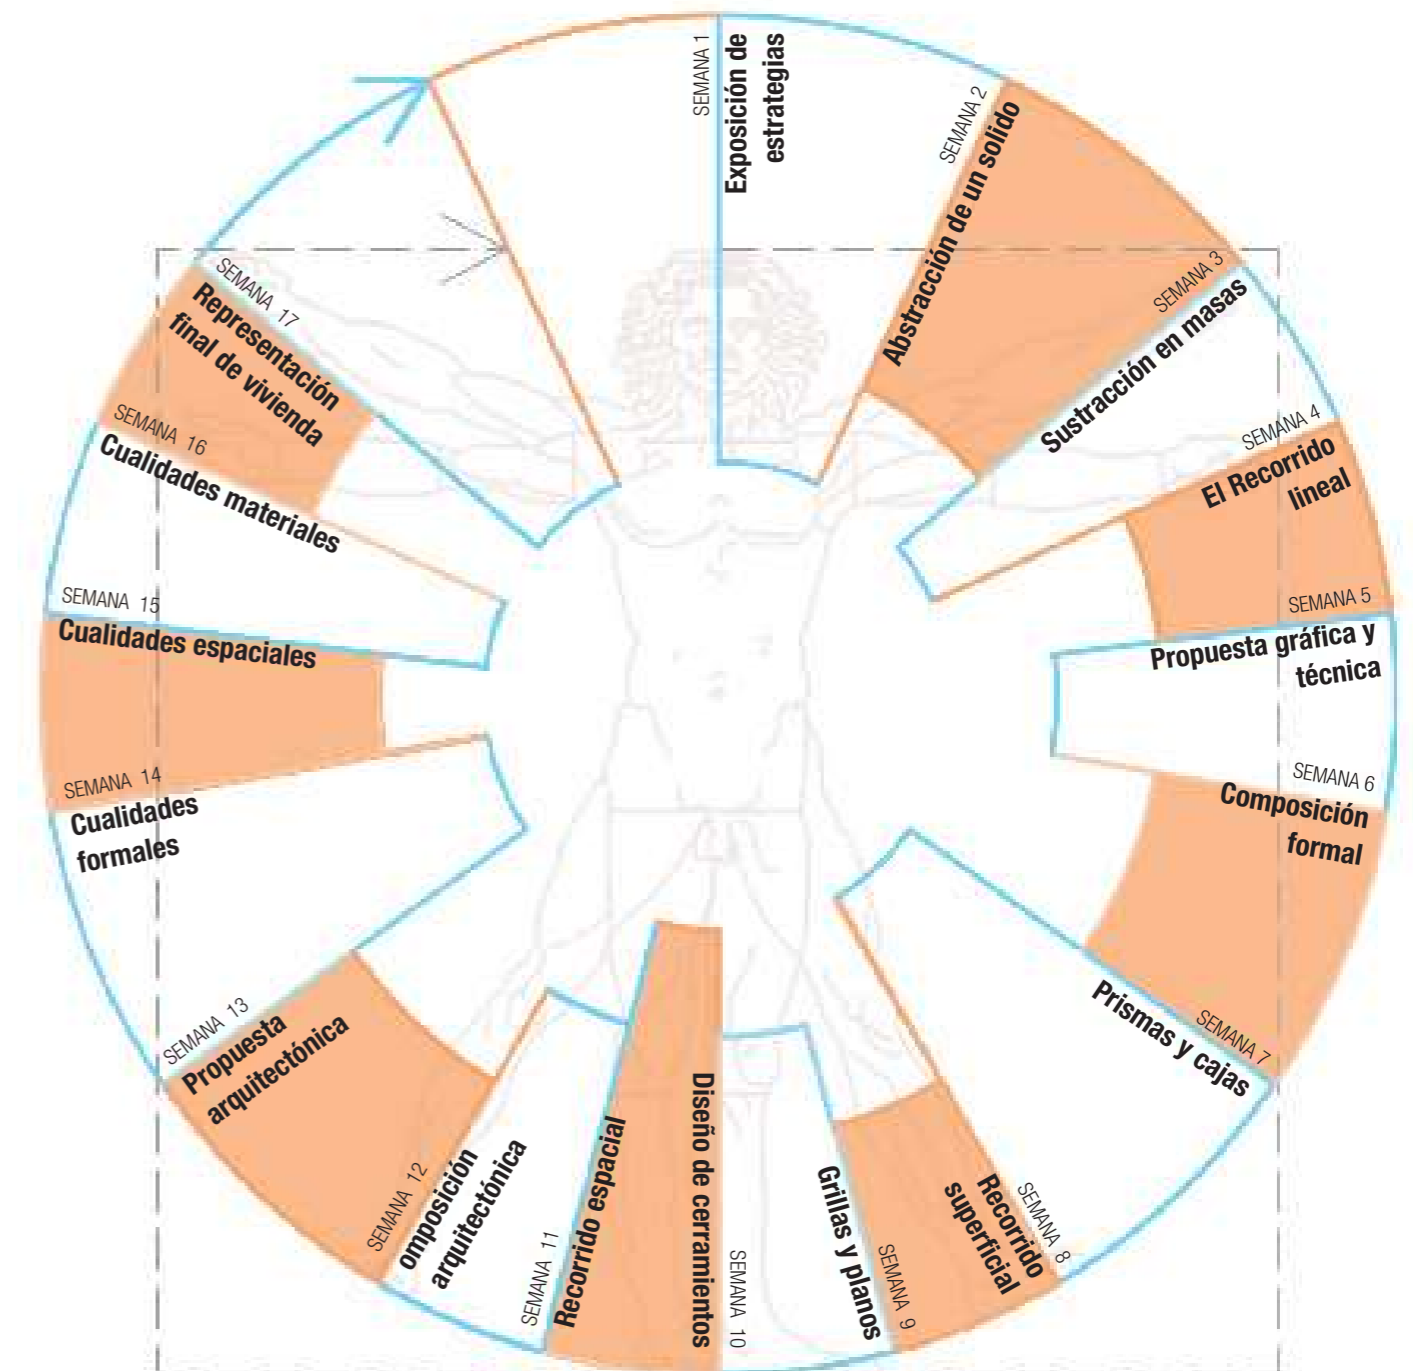 SEMANA 1
Exposición de
estrategias
SEMANA 2
Abstracción de un solido
SEMANA 3
Sustracción en masas
SEMANA 4
El Recorrido
lineal
SEMANA 5
Propuesta gráfica y
técnica
SEMANA 6
Composición
formal
SEMANA 7
Prismas y cajas
SEMANA 8
Recorrido
superficial
SEMANA 9
Grillas y planos
SEMANA 10
Diseño de cerramientos
SEMANA 11
Recorrido espacial
SEMANA 12
omposición
arquitectónica
SEMANA 13
Propuesta
arquitectónica
SEMANA 14
Cualidades
formales
SEMANA 15
Cualidades espaciales
SEMANA 16
Cualidades materiales
SEMANA 17
Representación
final de vivienda